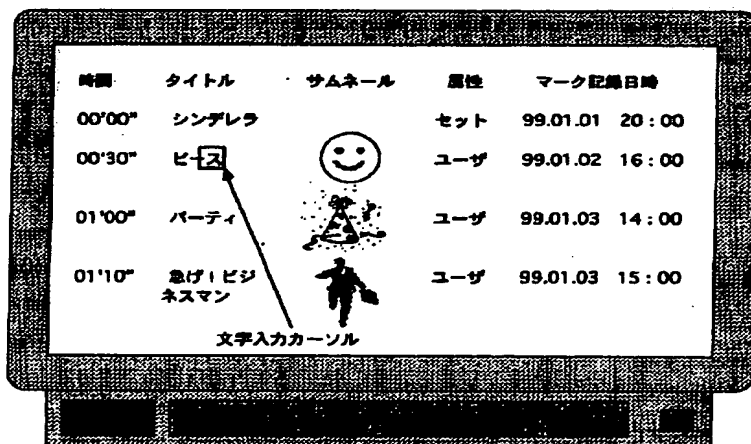 時間 タイトル サムネール 属性 マーク記録日時
00'00" シンデレラ セット 99.01.01 20:00
00'30" ピース ユーザ 99.01.02 16:00
01'00" パーティ ユーザ 99.01.03 14:00
01'10" 急げ!ビジ ユーザ 99.01.03 15:00
ネスマン
文字入力カーソル